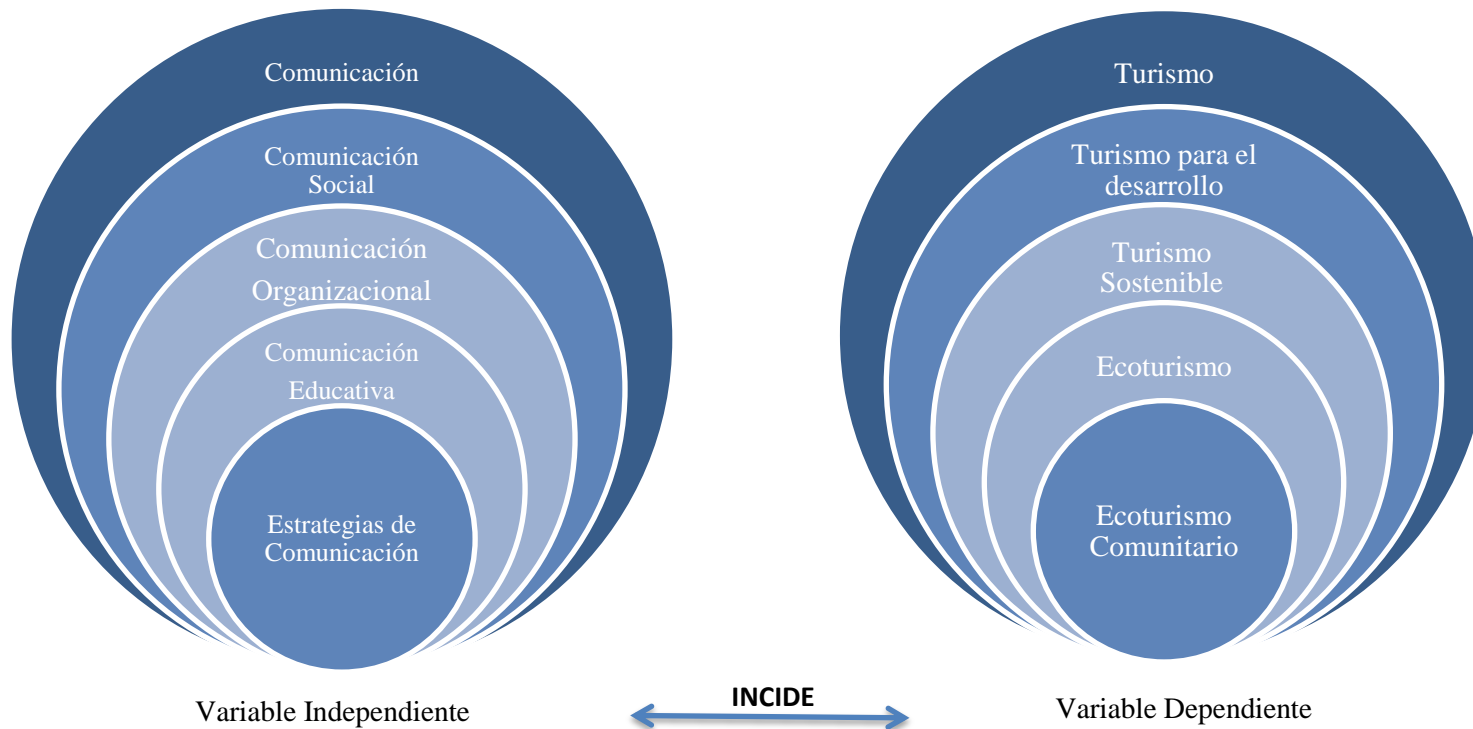 Comunicación
Comunicación
Social
Comunicación
Organizacional
Comunicación
Educativa
Estrategias de
Comunicación
Variable Independiente
INCIDE
Turismo
Turismo para el
desarrollo
Turismo
Sostenible
Ecoturismo
Ecoturismo
Comunitario
Variable Dependiente